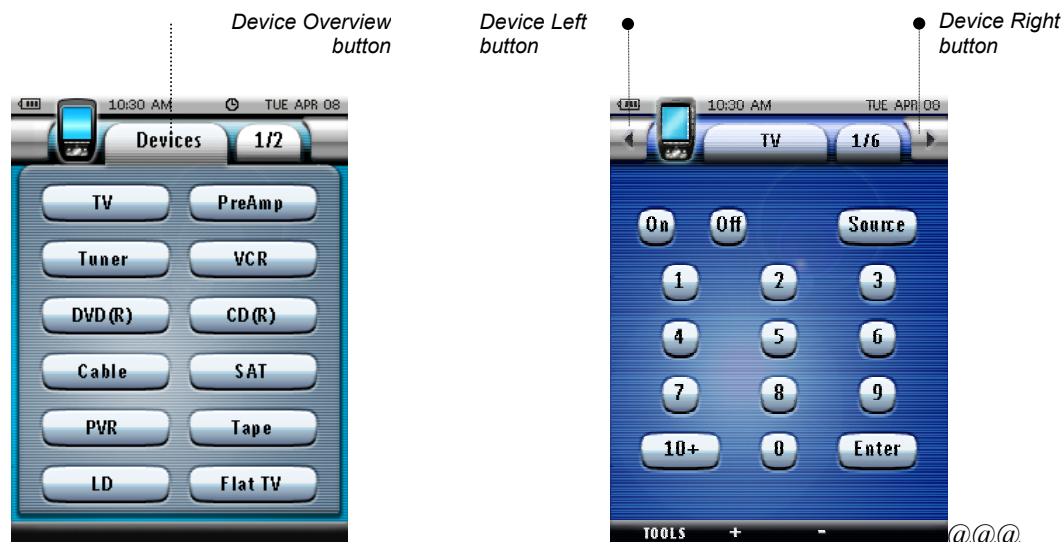 Device Overview
button
10:30 AM TUE APR 08
Devices 1/2
TV PreAmp
Tuner VCR
DVD(R) CD(R)
Cable SAT
PVR Tape
LD Flat TV
Device Left
button
Device Right
button
10:30 AM TUE APR 08
TV 1/6
On Off Source
1 2 3
4 5 6
7 8 9
10+ 0 Enter
TOOLS + -
@@@